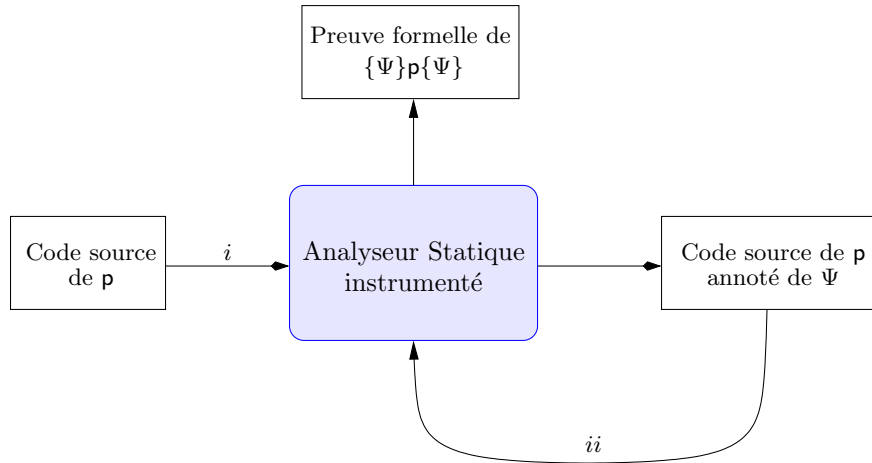 Preuve formelle de
{Ψ}p{Ψ}
Code source
de p
i
Analyseur Statique
instrumenté
Code source de p
annoté de Ψ
ii